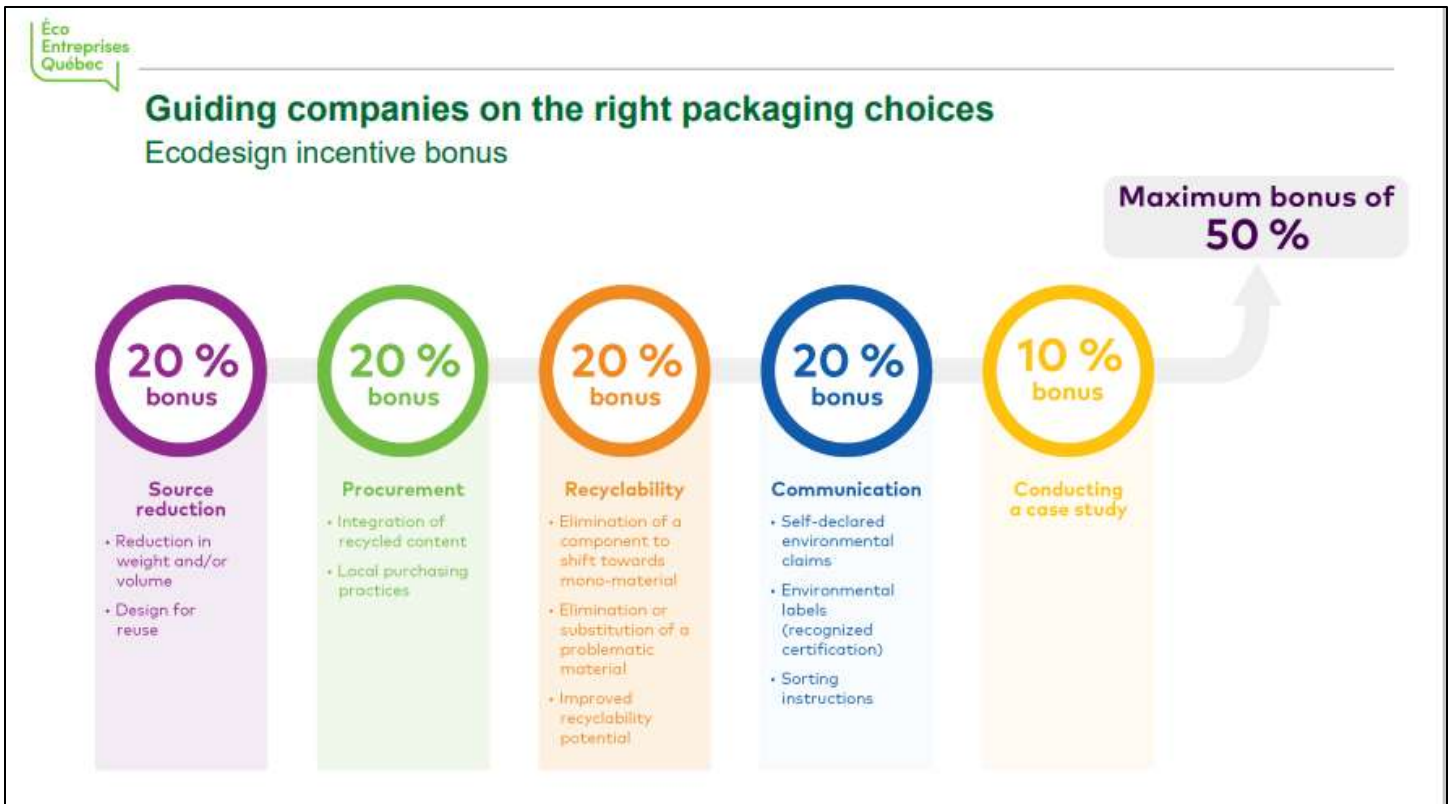 Éco
Entreprises
Québec
Guiding companies on the right packaging choices
Ecodesign incentive bonus
Maximum bonus of
50 %
20 %
bonus
Source
reduction
• Reduction in
weight and/or
volume
• Design for
reuse
20 %
bonus
Procurement
• Integration of
recycled content
• Local purchasing
practices
20 %
bonus
Recyclability
• Elimination of a
component to
shift towards
mono-material
• Elimination or
substitution of a
problematic
material
• Improved
recyclability
potential
20 %
bonus
Communication
• Self-declared
environmental
claims
• Environmental
labels
(recognized
certification)
• Sorting
instructions
10 %
bonus
Conducting
a case study